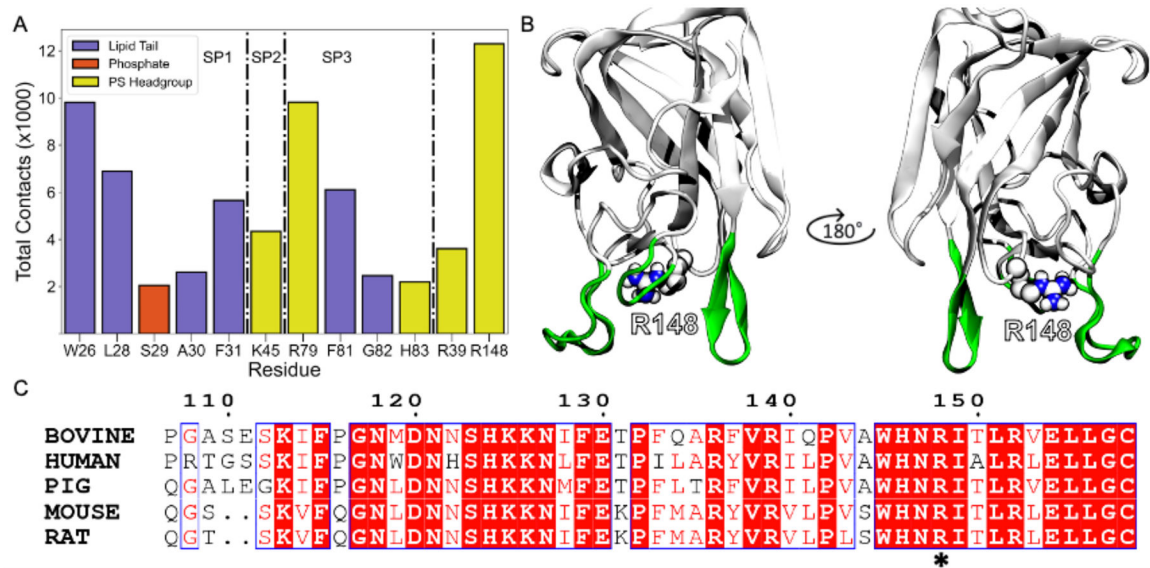 A
Total Contacts (x1000)
12
10
8
6
4
2
Lipid Tail
Phosphate
PS Headgroup
SP1 SP2 SP3
W26 L28 S29 A30 F31 K45 R79 F81 G82 H83 R39 R148
Residue
B
R148
180°
R148
C
110 120 130 140 150
BOVINE PGASESKIFPGNMDNNSHKKNIFETPFQARFVRIQPVAWHNRITLRVELLGC
HUMAN PRTGSSKIFPGNWDNHSHKKNLFETPILARYVRILPVAWHNRIALRLELLGC
PIG QGALEGKIFPGNLDNNSHKKNMFETPFLTRYVRILPVAWHNRITLRVELLGC
MOUSE QGS..SKVFQGNLDNNSHKKNIFEKPFMARYVRVLPVSWHNRITLRLELLGC
RAT QGT..SKVFQGNLDNNSHKKNIFEKPFMARYVRVLPLSWHNRITLRLELLGC
*